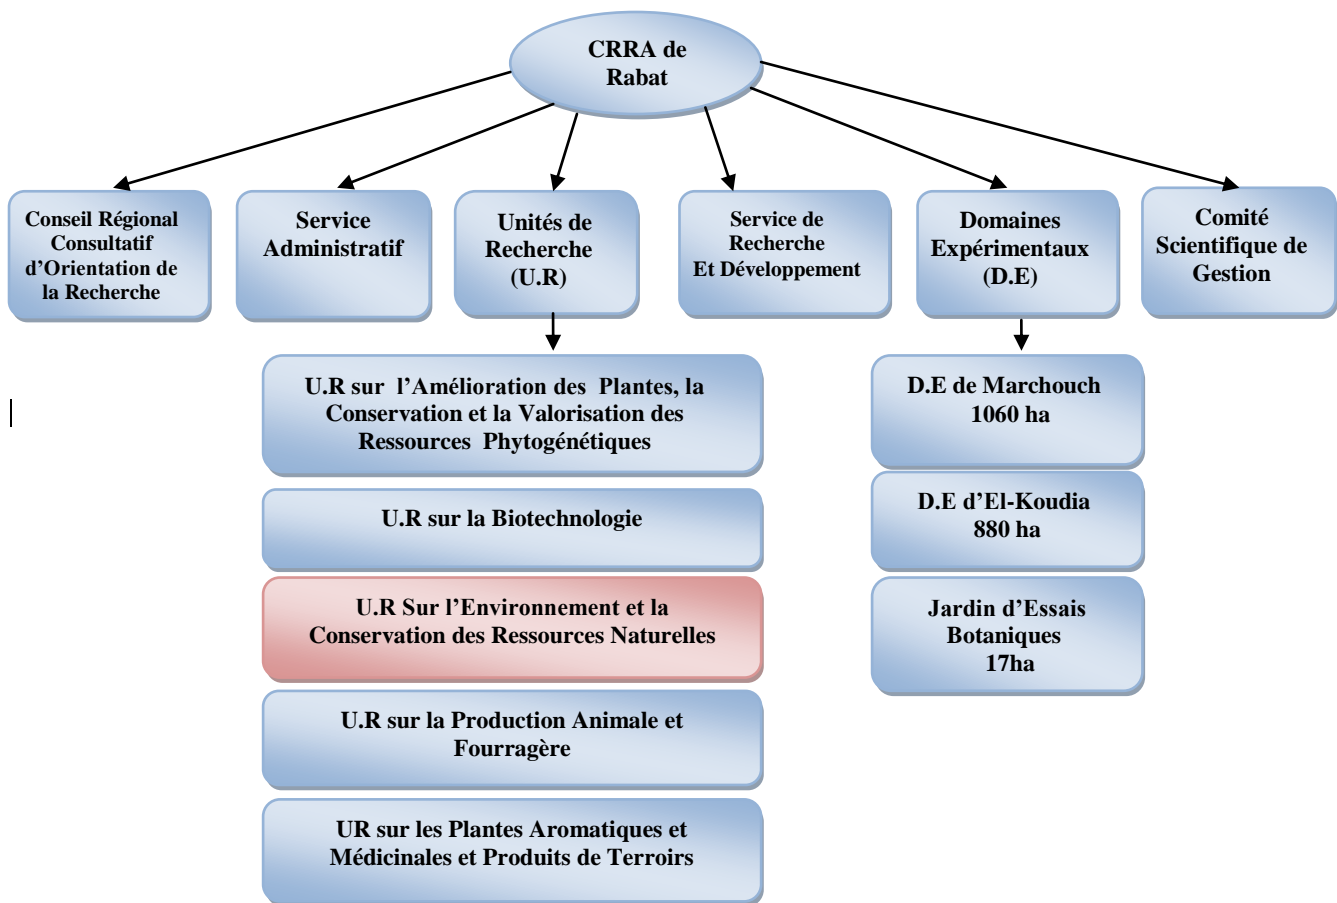 CRRA de
Rabat
Conseil Régional
Consultatif
d'Orientation de
la Recherche
Service
Administratif
Unités de
Recherche
(U.R)
Service de
Recherche
Et Développement
Domaines
Expérimentaux
(D.E)
Comité
Scientifique de
Gestion
U.R sur l'Amélioration des Plantes, la
Conservation et la Valorisation des
Ressources Phytogénétiques
U.R sur la Biotechnologie
U.R Sur l'Environnement et la
Conservation des Ressources Naturelles
U.R sur la Production Animale et
Fourragère
UR sur les Plantes Aromatiques et
Médicinales et Produits de Terroirs
D.E de Marchouch
1060 ha
D.E d'El-Koudia
880 ha
Jardin d'Essais
Botaniques
17ha